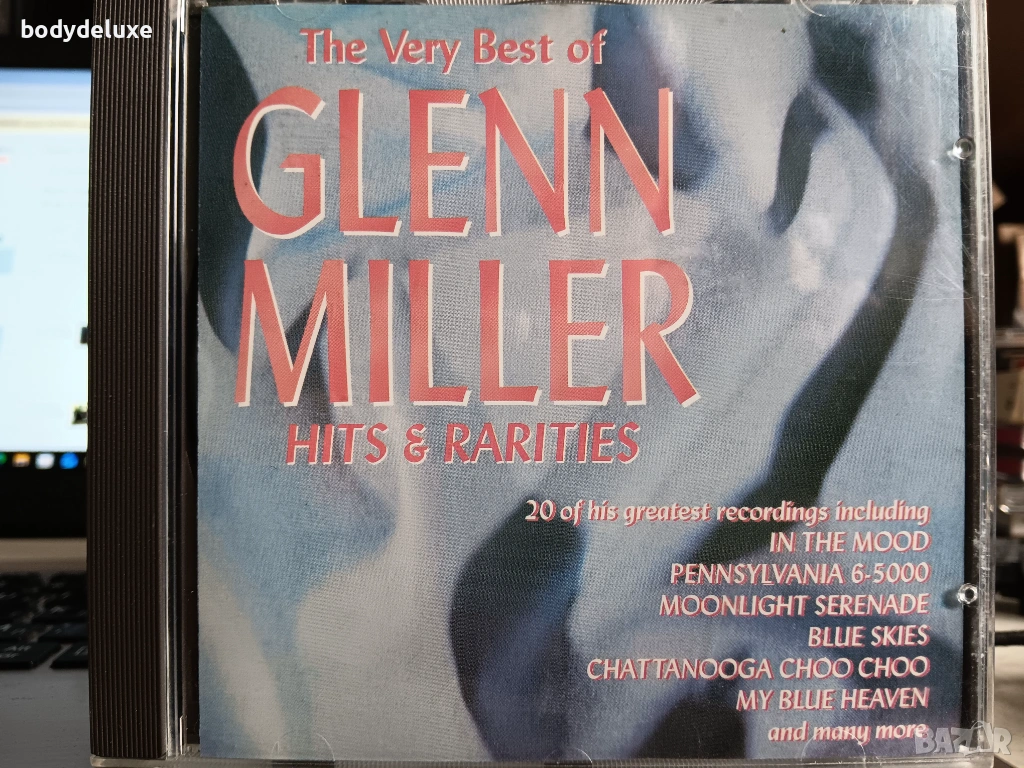 bodydeluxe
The Very Best of
GLENN
MILLER
HITS & RARITIES
20 of his greatest recordings including
IN THE MOOD
PENNSYLVANIA 6-5000
MOONLIGHT SERENADE
BLUE SKIES
CHATTANOOGA CHOO CHOO
MY BLUE HEAVEN
and many more
BAZAR